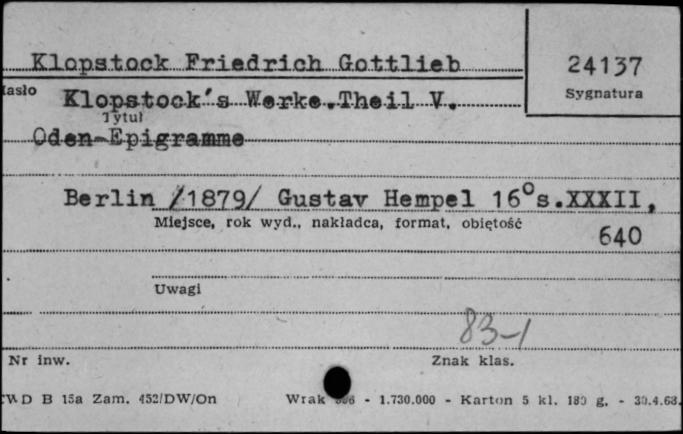 Klopstock Friedrich Gottlieb
24137
Sygnatura
Hasło
Klopstock's Werke.Theil V.
Tytuł
Oden-Epigramme
Berlin /1879/ Gustav Hempel 16° s.XXXII,
Miejsce, rok wyd., nakładca, format, objętość
640
Uwagi
83-1
Nr inw.
Znak klas.
B 15a Zam. 452/DW/On Wrak - 1.730.000 - Karton 5 kl. 180 g. - 30.4.68.